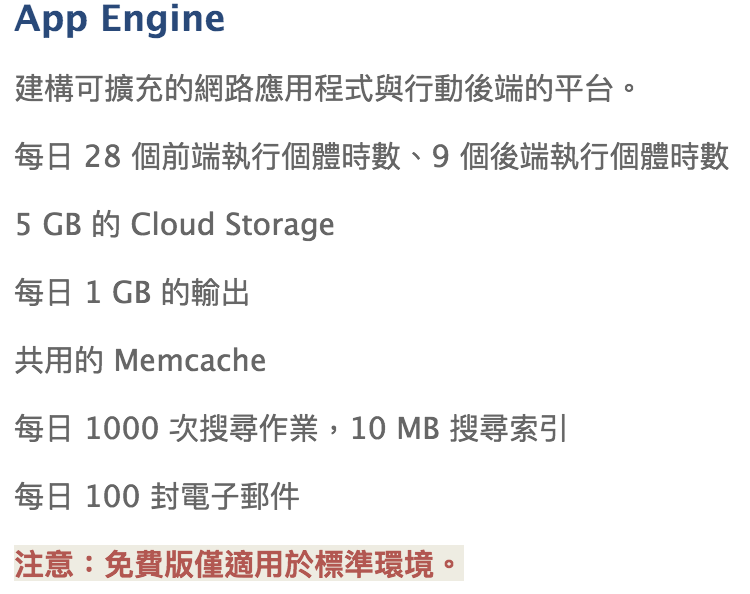 App Engine
建構可擴充的網路應用程式與行動後端的平台。
每日 28 個前端執行個體時數、9 個後端執行個體時數
5 GB 的 Cloud Storage
每日 1 GB 的輸出
共用的 Memcache
每日 1000 次搜尋作業，10 MB 搜尋索引
每日 100 封電子郵件
注意：免費版僅適用於標準環境。